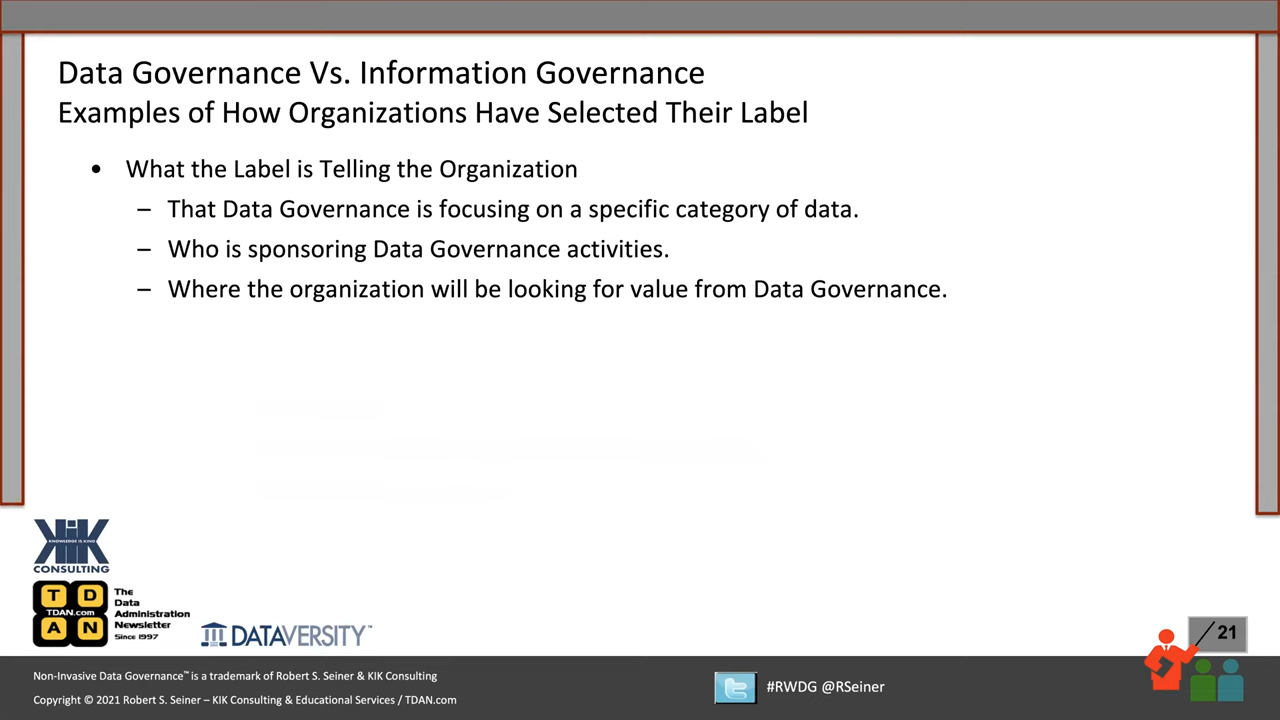 Data Governance Vs. Information Governance
Examples of How Organizations Have Selected Their Label
• What the Label is Telling the Organization
– That Data Governance is focusing on a specific category of data.
– Who is sponsoring Data Governance activities.
– Where the organization will be looking for value from Data Governance.
KIK
KNOWLEDGE IS KING
CONSULTING
T D
TDAN.com
A N
The
Data
Administration
Newsletter
Since 1997
DATAVERSITY™
21
Non-Invasive Data Governance™ is a trademark of Robert S. Seiner & KIK Consulting
Copyright © 2021 Robert S. Seiner – KIK Consulting & Educational Services / TDAN.com
#RWDG @RSeiner